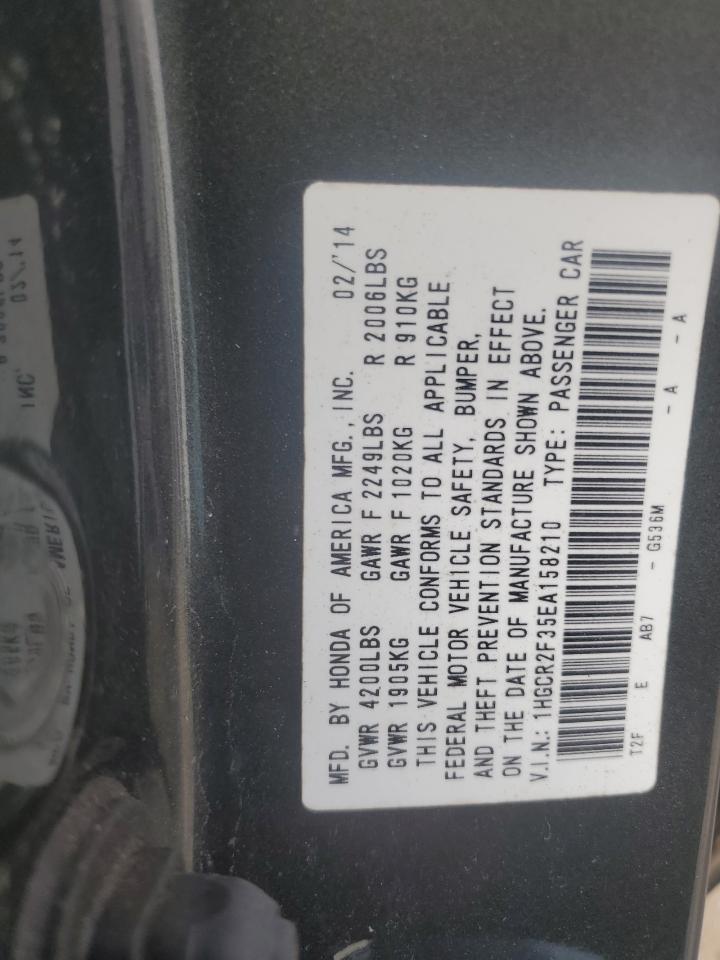 MFD. BY HONDA OF AMERICA MFG., INC. 02/'14
GVWR 4200LBS GAWR F 2249LBS R 2006LBS
GVWR 1905KG GAWR F 1020KG R 910KG
THIS VEHICLE CONFORMS TO ALL APPLICABLE
FEDERAL MOTOR VEHICLE SAFETY, BUMPER,
AND THEFT PREVENTION STANDARDS IN EFFECT
ON THE DATE OF MANUFACTURE SHOWN ABOVE.
V.I.N.: 1HGCR2F35EA158210 TYPE: PASSENGER CAR
T2F E AB7 - G536M - A - A